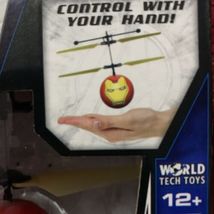 CONTROL WITH
YOUR HAND!
WORLD
TECH TOYS
12+